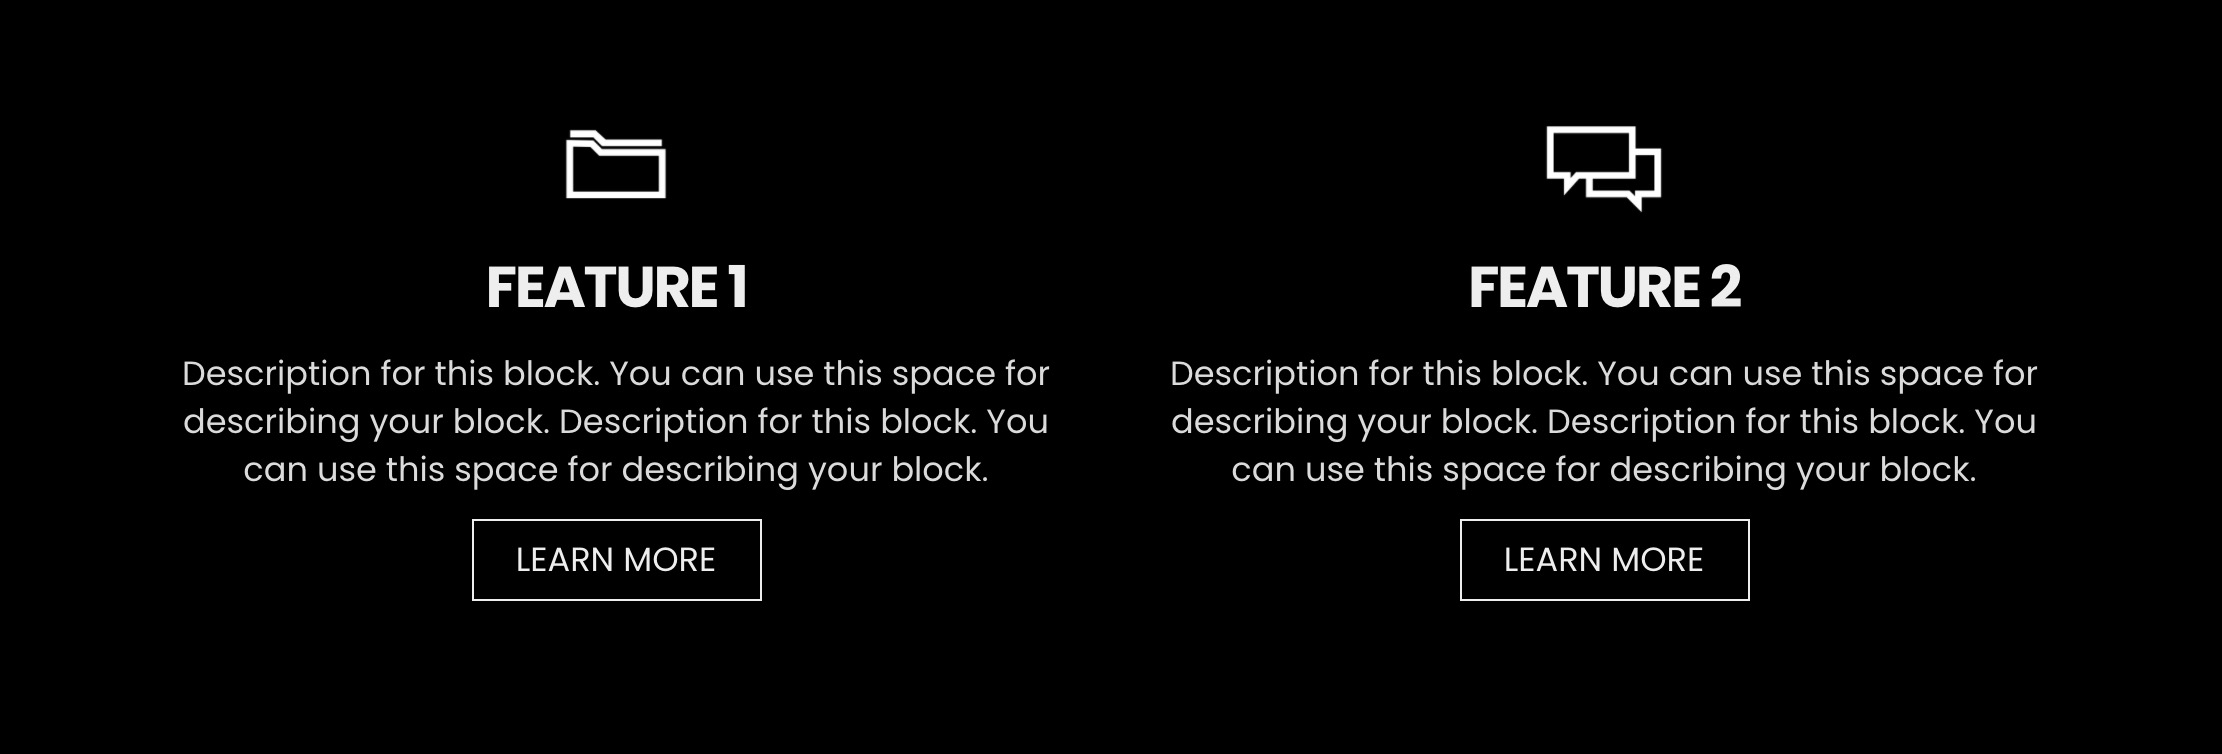 FEATURE 1
Description for this block. You can use this space for
describing your block. Description for this block. You
can use this space for describing your block.
LEARN MORE
FEATURE 2
Description for this block. You can use this space for
describing your block. Description for this block. You
can use this space for describing your block.
LEARN MORE